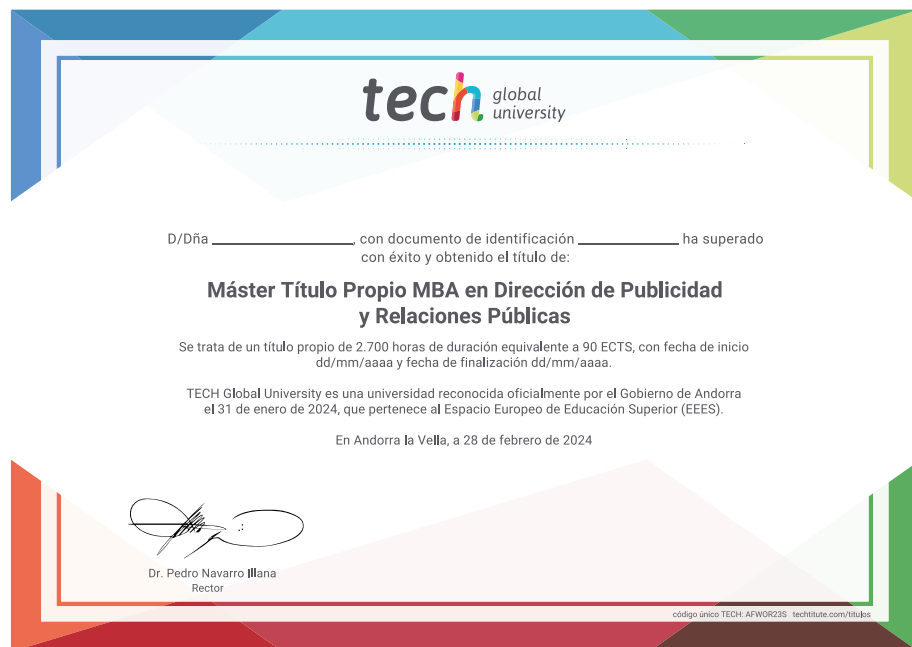 tech global
university
D/Dña ______________, con documento de identificación ______________ ha superado
con éxito y obtenido el título de:
Máster Título Propio MBA en Dirección de Publicidad
y Relaciones Públicas
Se trata de un título propio de 2.700 horas de duración equivalente a 90 ECTS, con fecha de inicio
dd/mm/aaaa y fecha de finalización dd/mm/aaaa.
TECH Global University es una universidad reconocida oficialmente por el Gobierno de Andorra
el 31 de enero de 2024, que pertenece al Espacio Europeo de Educación Superior (EEES).
En Andorra la Vella, a 28 de febrero de 2024
Dr. Pedro Navarro Illana
Rector
código único TECH: AFWOR23S techtitute.com/titulos